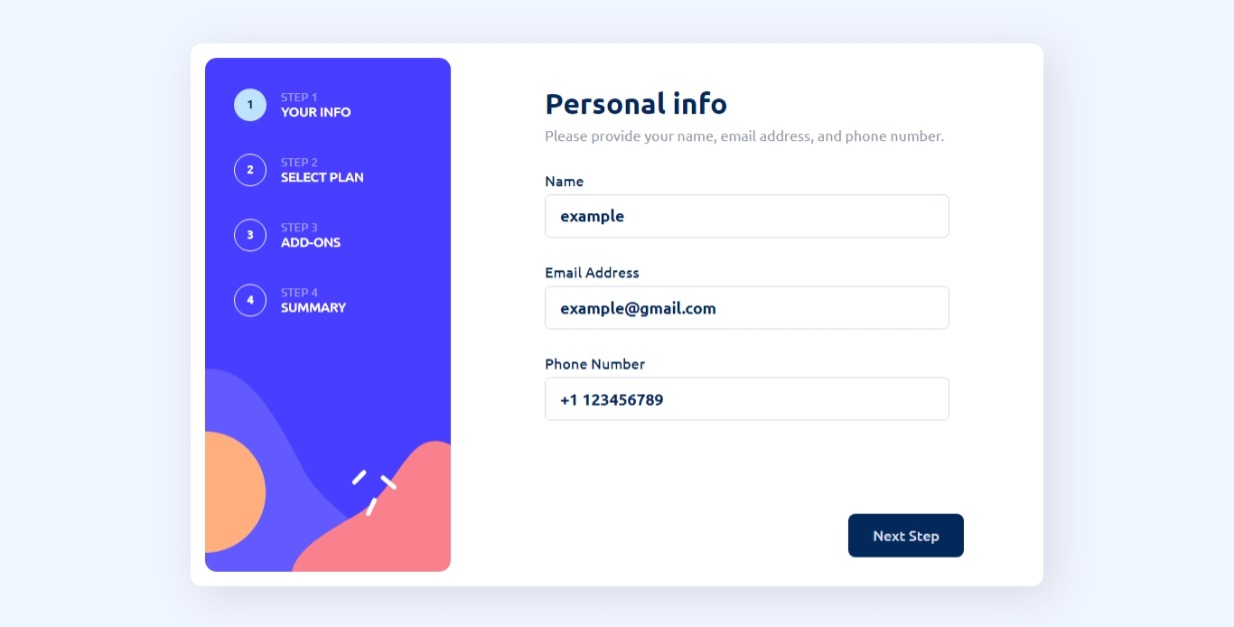 1
STEP 1
YOUR INFO
2
STEP 2
SELECT PLAN
3
STEP 3
ADD-ONS
4
STEP 4
SUMMARY
Personal info
Please provide your name, email address, and phone number.
Name
example
Email Address
example@gmail.com
Phone Number
+1 123456789
Next Step